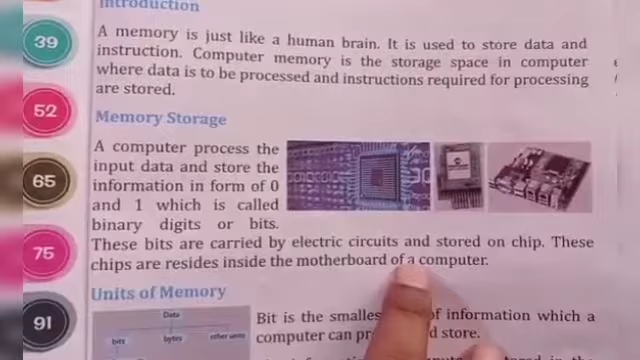 Introduction
39
A memory is just like a human brain. It is used to store data and
instruction. Computer memory is the storage space in computer
where data is to be processed and instructions required for processing
are stored.
52
Memory Storage
A computer process the
input data and store the
65
information in form of 0
and 1 which is called
binary digits or bits.
These bits are carried by electric circuits and stored on chip. These
75
chips are resides inside the motherboard of a computer.
Units of Memory
91
Data
bits
bytes
other units
Bit is the smalles of information which a
computer can store.